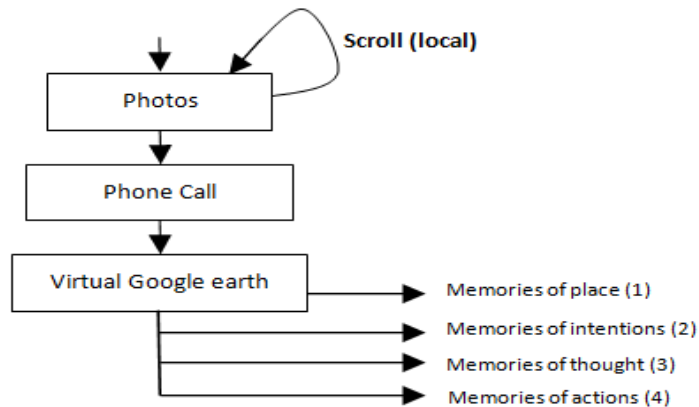 Scroll (local)
Photos
Phone Call
Virtual Google earth
Memories of place (1)
Memories of intentions (2)
Memories of thought (3)
Memories of actions (4)